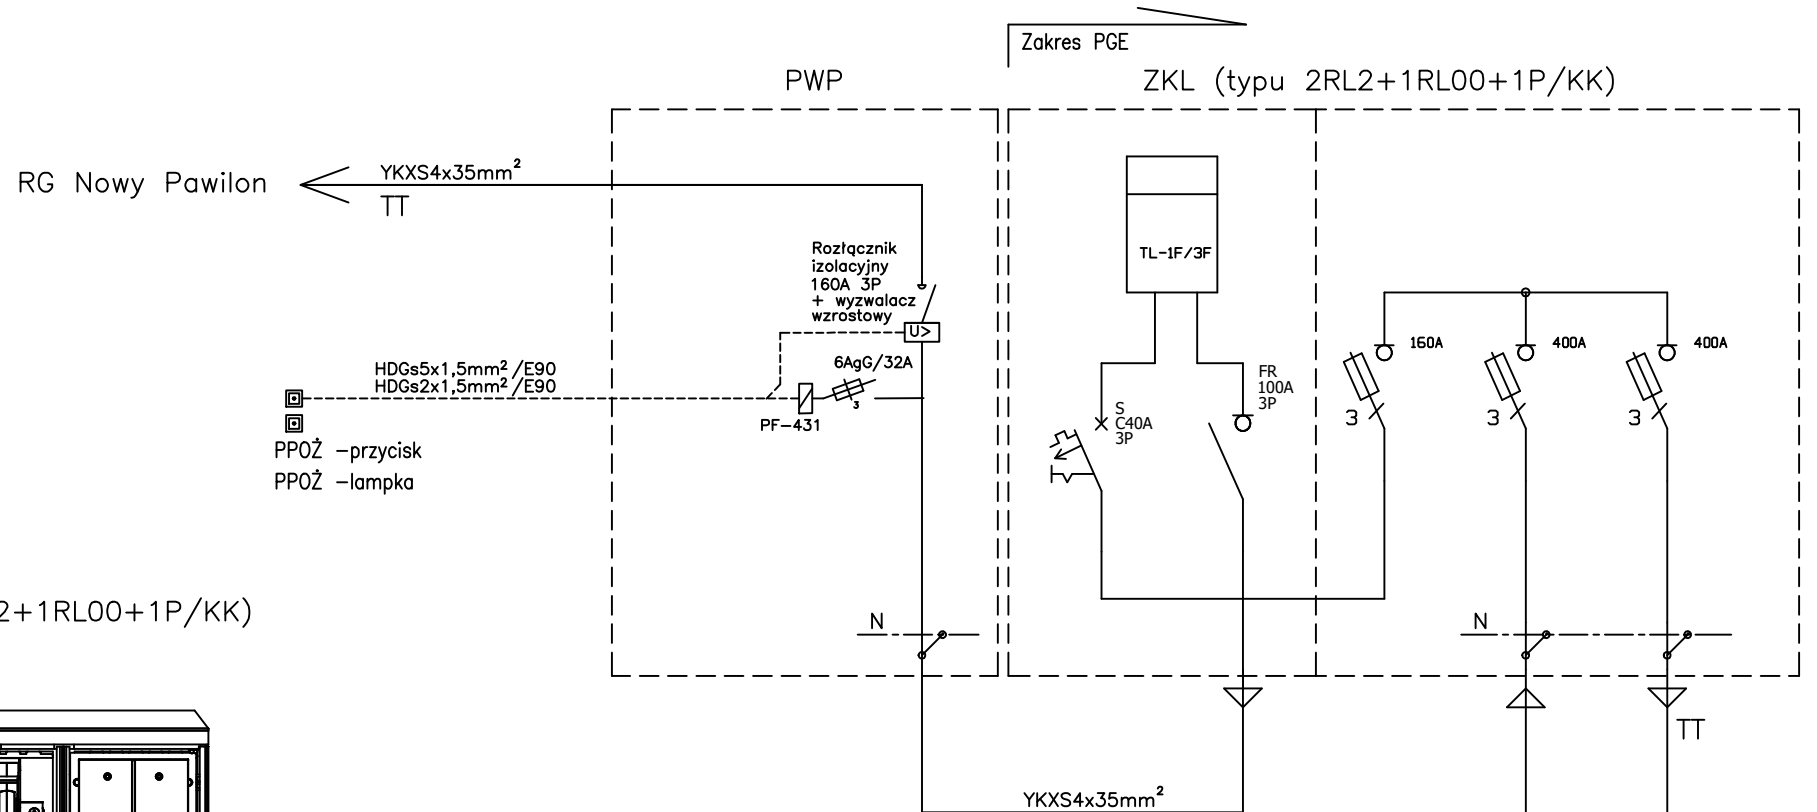 Zakres PGE
PWP
ZKL (typu 2RL2+1RL00+1P/KK)
RG Nowy Pawilon
YKXS4x35mm²
TT
Rozłącznik
izolacyjny
160A 3P
+ wyzwalacz
wzrostowy
U>
TL-1F/3F
160A
400A
400A
HDGs5x1,5mm²/E90
HDGs2x1,5mm²/E90
6AgG/32A
3
PF-431
FR
100A
3P
S
C40A
3P
3
3
3
PPOŻ -przycisk
PPOŻ -lampka
2+1RL00+1P/KK)
N
N
TT
YKXS4x35mm²